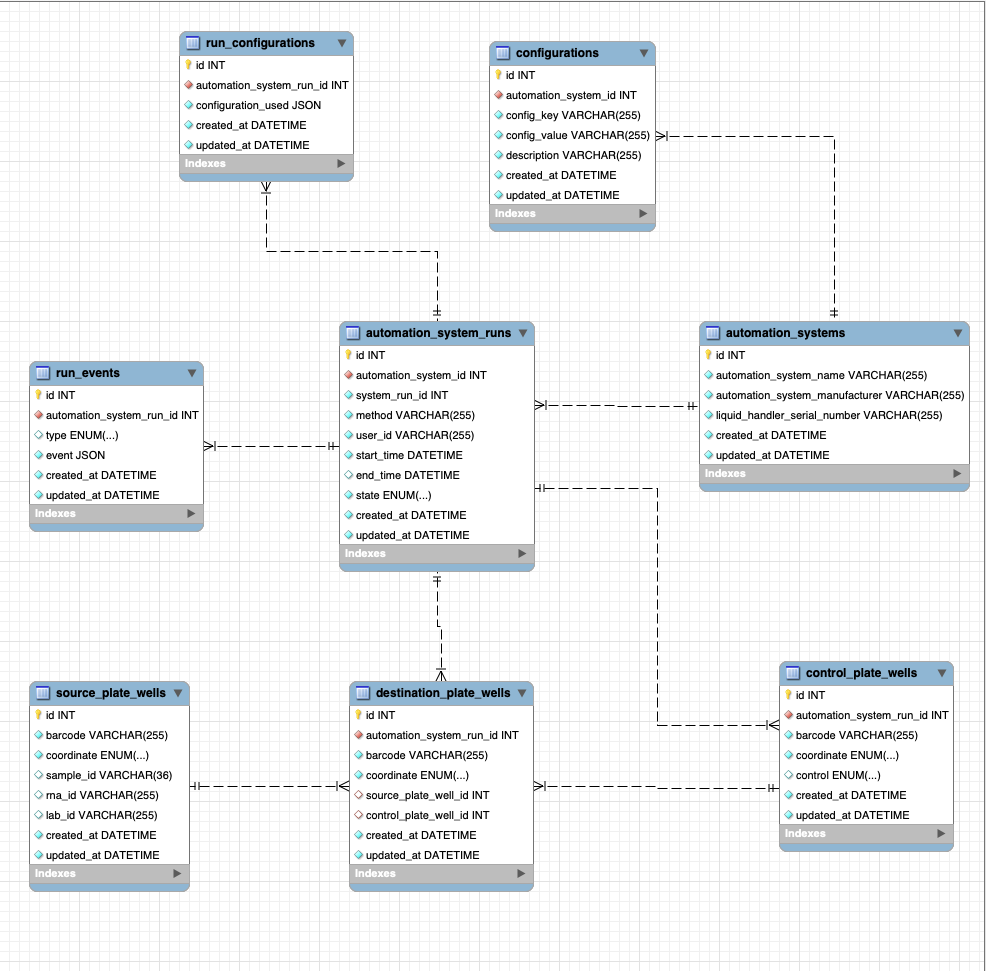 run_configurations
id INT
automation_system_run_id INT
configuration_used JSON
created_at DATETIME
updated_at DATETIME
Indexes
configurations
id INT
automation_system_id INT
config_key VARCHAR(255)
config_value VARCHAR(255)
description VARCHAR(255)
created_at DATETIME
updated_at DATETIME
Indexes
run_events
id INT
automation_system_run_id INT
type ENUM(...)
event JSON
created_at DATETIME
updated_at DATETIME
Indexes
automation_system_runs
id INT
automation_system_id INT
system_run_id INT
method VARCHAR(255)
user_id VARCHAR(255)
start_time DATETIME
end_time DATETIME
state ENUM(...)
created_at DATETIME
updated_at DATETIME
Indexes
automation_systems
id INT
automation_system_name VARCHAR(255)
automation_system_manufacturer VARCHAR(255)
liquid_handler_serial_number VARCHAR(255)
created_at DATETIME
updated_at DATETIME
Indexes
source_plate_wells
id INT
barcode VARCHAR(255)
coordinate ENUM(...)
sample_id VARCHAR(36)
rna_id VARCHAR(255)
lab_id VARCHAR(255)
created_at DATETIME
updated_at DATETIME
Indexes
destination_plate_wells
id INT
automation_system_run_id INT
barcode VARCHAR(255)
coordinate ENUM(...)
source_plate_well_id INT
control_plate_well_id INT
created_at DATETIME
updated_at DATETIME
Indexes
control_plate_wells
id INT
automation_system_run_id INT
barcode VARCHAR(255)
coordinate ENUM(...)
control ENUM(...)
created_at DATETIME
updated_at DATETIME
Indexes